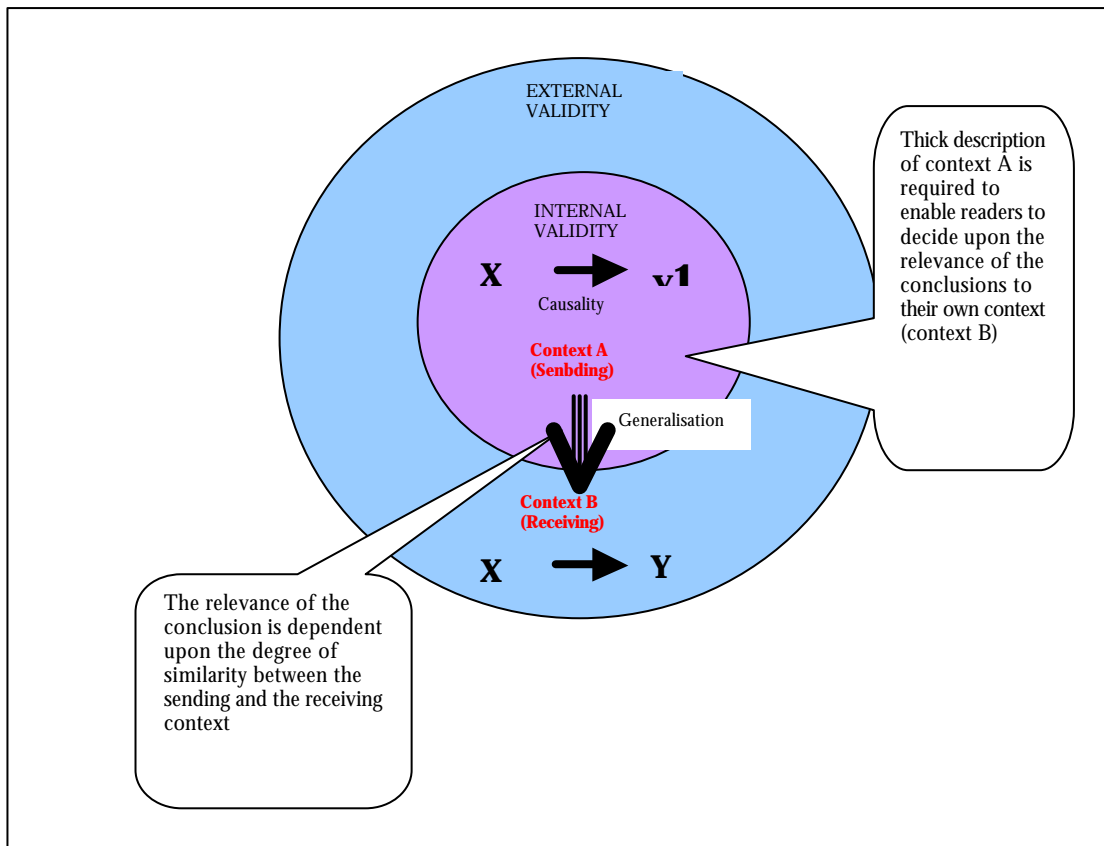 EXTERNAL
VALIDITY
Thick description
of context A is
required to
enable readers to
decide upon the
relevance of the
conclusions to
their own context
(context B)
INTERNAL
VALIDITY
X y1
Causality
Context A
(Senbding)
Generalisation
Context B
(Receiving)
X Y
The relevance of the
conclusion is dependent
upon the degree of
similarity between the
sending and the receiving
context